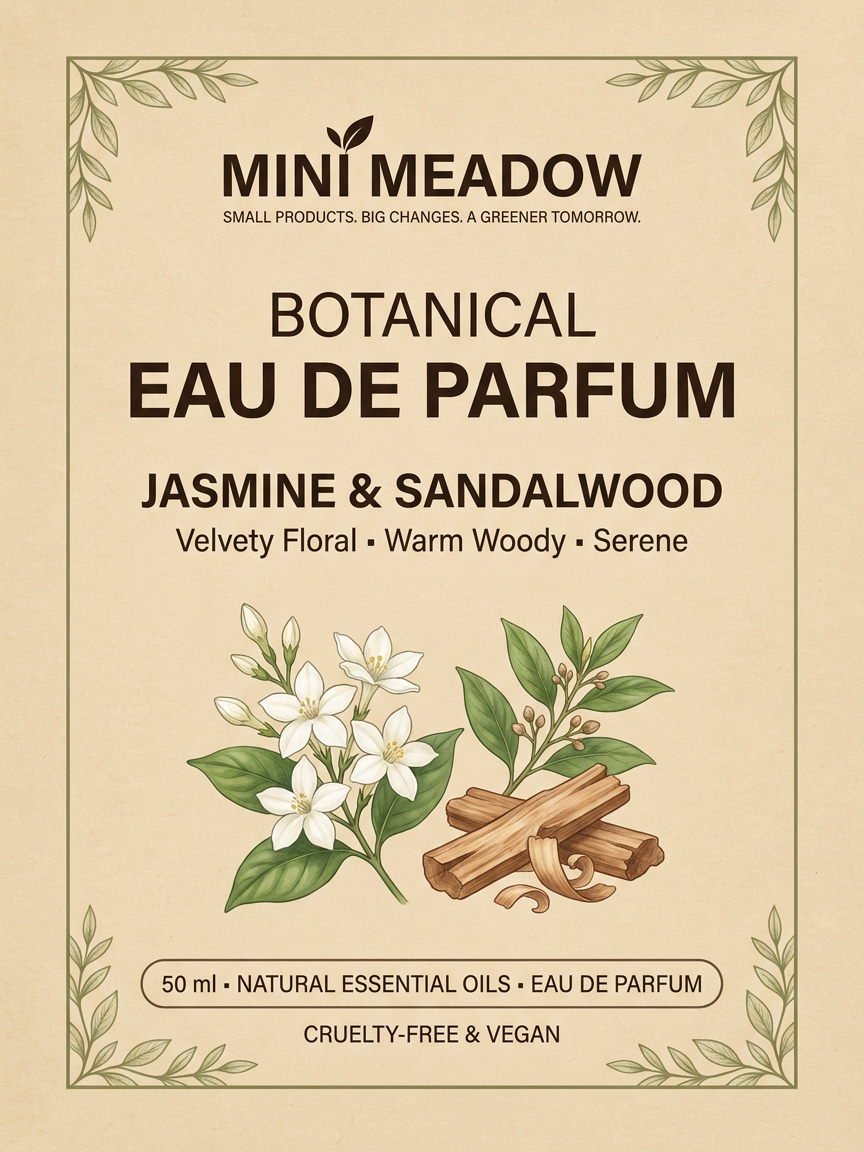 MINI MEADOW
SMALL PRODUCTS. BIG CHANGES. A GREENER TOMORROW.
BOTANICAL
EAU DE PARFUM
JASMINE & SANDALWOOD
Velvety Floral ▪ Warm Woody ▪ Serene
50 ml ▪ NATURAL ESSENTIAL OILS ▪ EAU DE PARFUM
CRUELTY-FREE & VEGAN